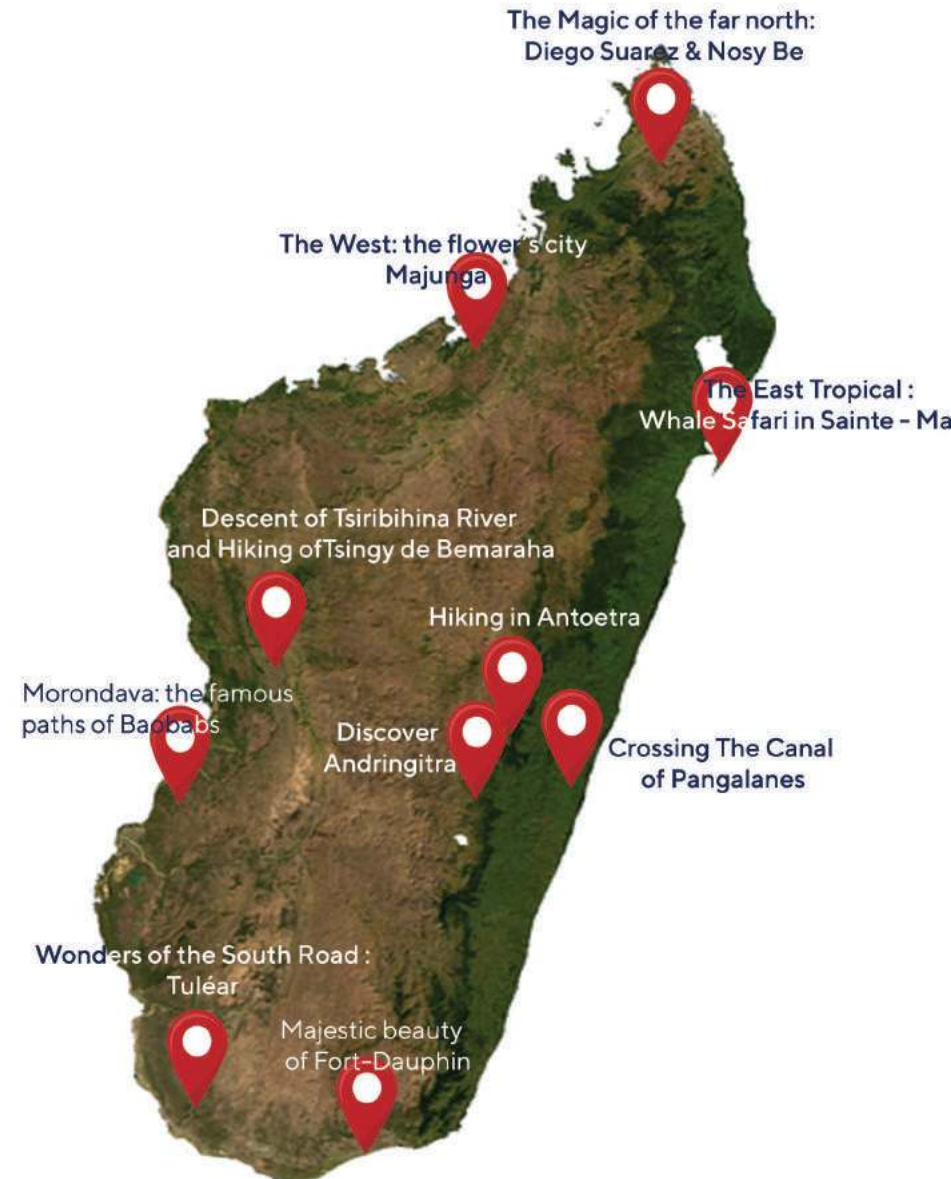 The Magic of the far north:
Diego Suarez & Nosy Be
The West: the flower's city
Majunga
The East Tropical :
Whale Safari in Sainte - Ma
Descent of Tsiribihina River
and Hiking ofTsingy de Bemaraha
Hiking in Antoetra
Morondava: the famous
paths of Baobabs
Discover
Andringitra
Crossing The Canal
of Pangalanes
Wonders of the South Road :
Tuléar
Majestic beauty
of Fort-Dauphin